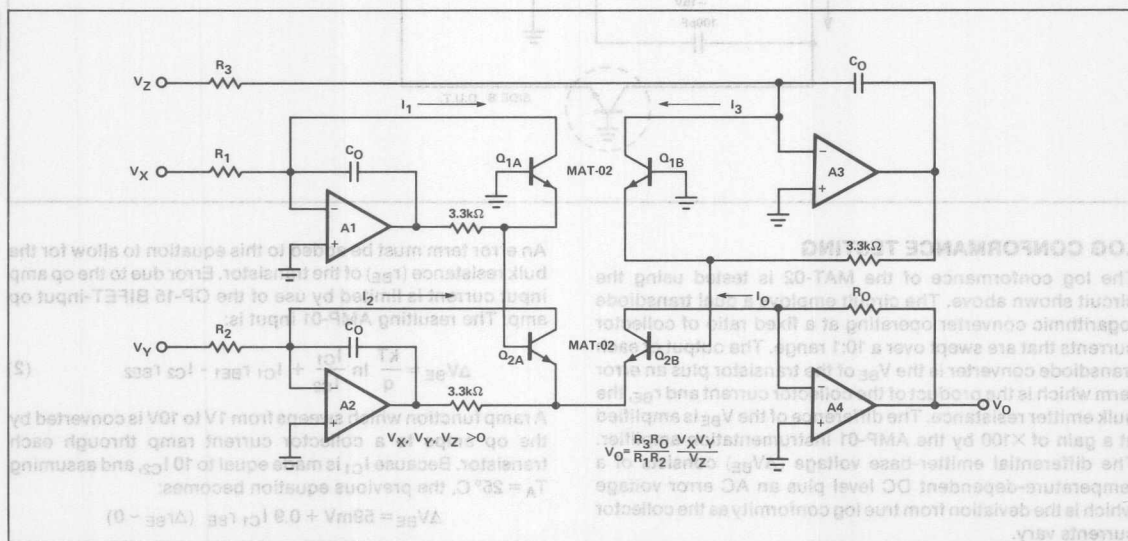 100pF
SIDE B D.U.T.
VZ
R3
CO
I1
I3
VX
R1
CO
Q1A
MAT-02
Q1B
A1
A3
3.3kΩ
3.3kΩ
I2
IO
RO
VY
R2
CO
Q2A
MAT-02
Q2B
A2
A4
3.3kΩ
VO
VX, VY, VZ >O
VO= R3RO/R1R2 · VXVY/VZ
LOG CONFORMANCE TESTING
The log conformance of the MAT-02 is tested using the
circuit shown above. The circuit employs a dual transdiode
logarithmic converter operating at a fixed ratio of collector
currents that are swept over a 10:1 range. The output of each
transdiode converter is the VBE of the transistor plus an error
term which is the product of the collector current and rBE, the
bulk emitter resistance. The difference of the VBE is amplified
at a gain of ×100 by the AMP-01 instrumentation amplifier.
The differential emitter-base voltage (ΔVBE) consists of a
temperature-dependent DC level plus an AC error voltage
which is the deviation from true log conformity as the collector
currents vary.
An error term must be added to this equation to allow for the
bulk resistance (rBE) of the transistor. Error due to the op amp
input current is limited by use of the OP-15 BIFET-input op
amp. The resulting AMP-01 input is:
ΔVBE = kT/q ln IC1/IC2 + IC1 rBE1 - IC2 rBE2 (2)
A ramp function which sweeps from 1V to 10V is converted by
the op amps to a collector current ramp through each
transistor. Because IC1 is made equal to 10 IC2, and assuming
TA = 25°C, the previous equation becomes:
ΔVBE = 59mV + 0.9 IC1 rBE (ΔrBE ~ 0)